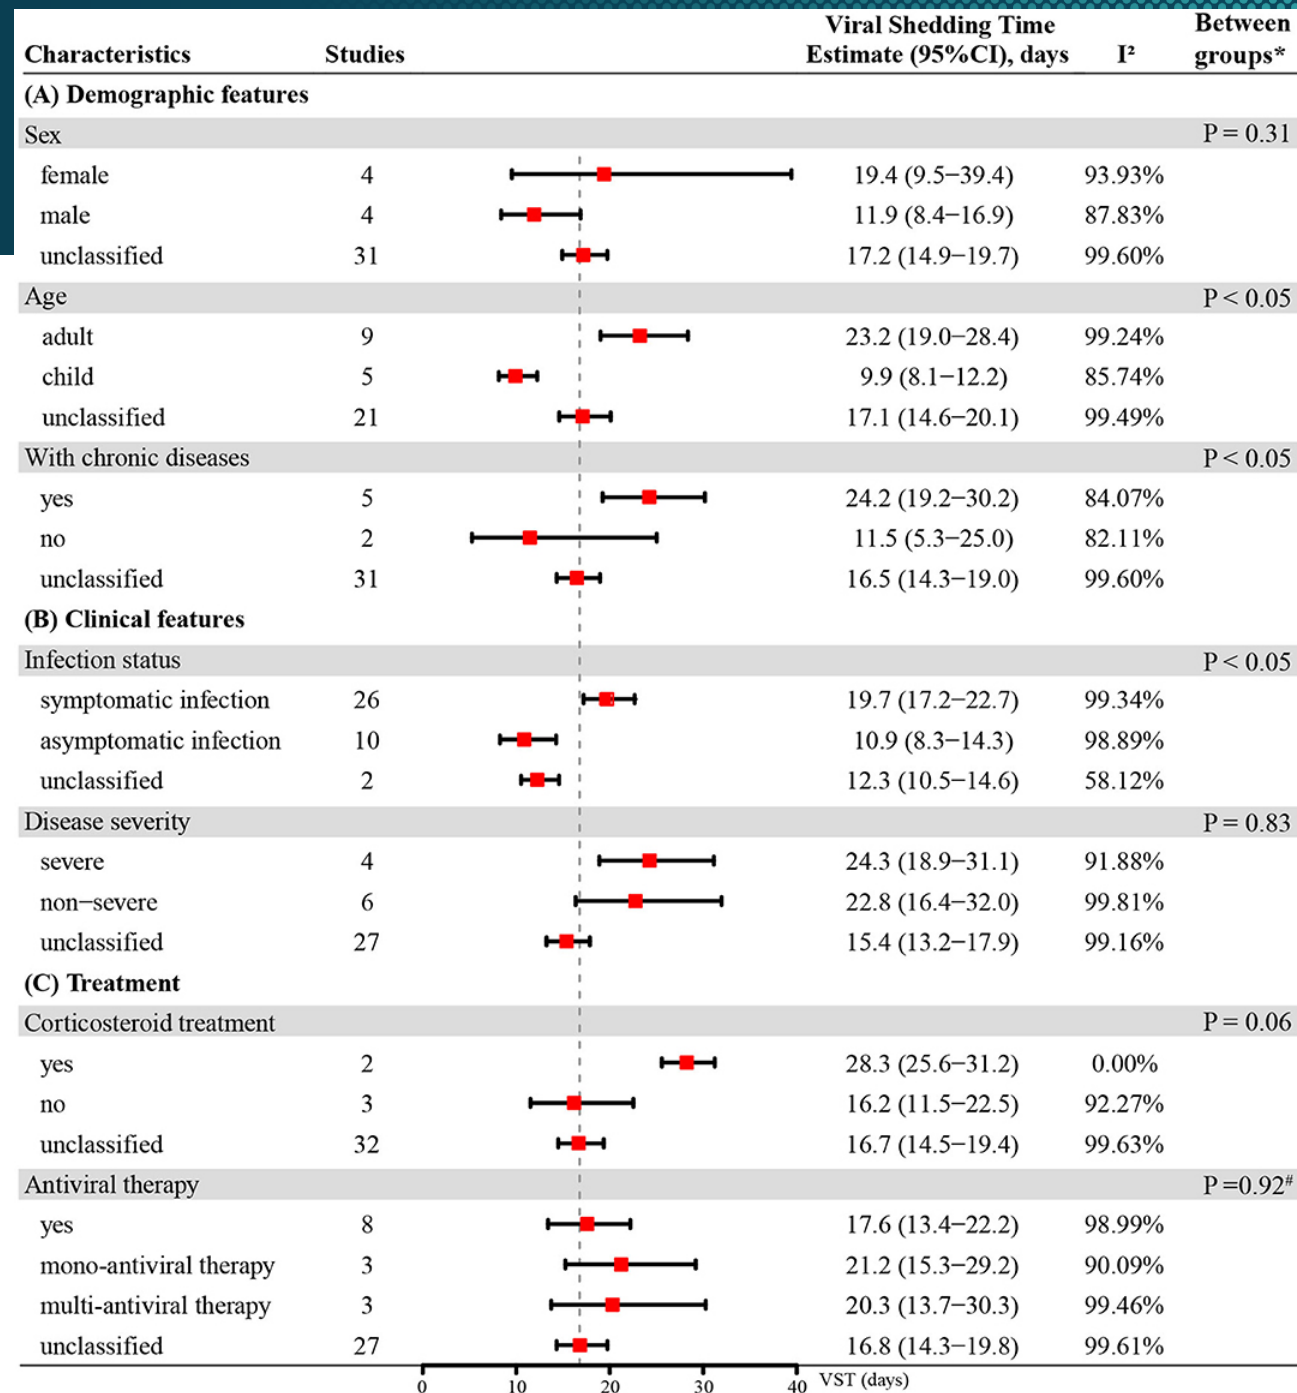 Characteristics Studies Viral Shedding Time Estimate (95%CI), days I² Between groups*
(A) Demographic features
Sex P = 0.31
female 4 19.4 (9.5−39.4) 93.93%
male 4 11.9 (8.4−16.9) 87.83%
unclassified 31 17.2 (14.9−19.7) 99.60%
Age P < 0.05
adult 9 23.2 (19.0−28.4) 99.24%
child 5 9.9 (8.1−12.2) 85.74%
unclassified 21 17.1 (14.6−20.1) 99.49%
With chronic diseases P < 0.05
yes 5 24.2 (19.2−30.2) 84.07%
no 2 11.5 (5.3−25.0) 82.11%
unclassified 31 16.5 (14.3−19.0) 99.60%
(B) Clinical features
Infection status P < 0.05
symptomatic infection 26 19.7 (17.2−22.7) 99.34%
asymptomatic infection 10 10.9 (8.3−14.3) 98.89%
unclassified 2 12.3 (10.5−14.6) 58.12%
Disease severity P = 0.83
severe 4 24.3 (18.9−31.1) 91.88%
non−severe 6 22.8 (16.4−32.0) 99.81%
unclassified 27 15.4 (13.2−17.9) 99.16%
(C) Treatment
Corticosteroid treatment P = 0.06
yes 2 28.3 (25.6−31.2) 0.00%
no 3 16.2 (11.5−22.5) 92.27%
unclassified 32 16.7 (14.5−19.4) 99.63%
Antiviral therapy P =0.92#
yes 8 17.6 (13.4−22.2) 98.99%
mono-antiviral therapy 3 21.2 (15.3−29.2) 90.09%
multi-antiviral therapy 3 20.3 (13.7−30.3) 99.46%
unclassified 27 16.8 (14.3−19.8) 99.61%
0 10 20 30 40 VST (days)